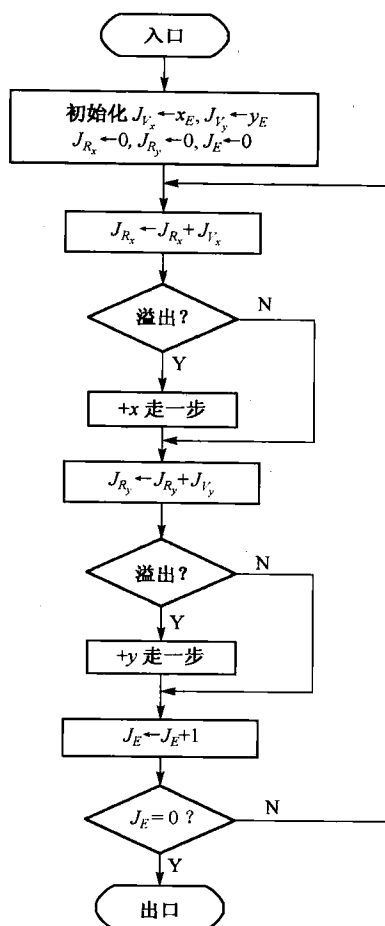 入口
初始化 J_{V_x}←x_E, J_{V_y}←y_E
J_{R_x}←0, J_{R_y}←0, J_E←0
J_{R_x}←J_{R_x}+J_{V_x}
溢出?
N
Y
+x 走一步
J_{R_y}←J_{R_y}+J_{V_y}
溢出?
N
Y
+y 走一步
J_E←J_E+1
J_E=0 ?
N
Y
出口